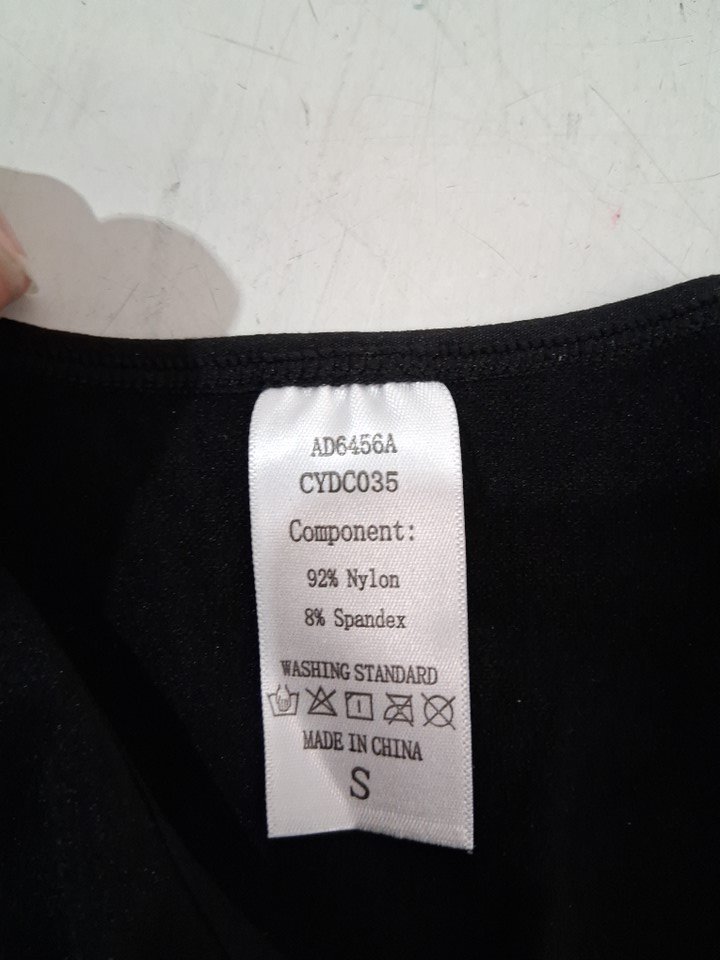 AD6456A
CYDC035
Component:
92% Nylon
8% Spandex
WASHING STANDARD
MADE IN CHINA
S